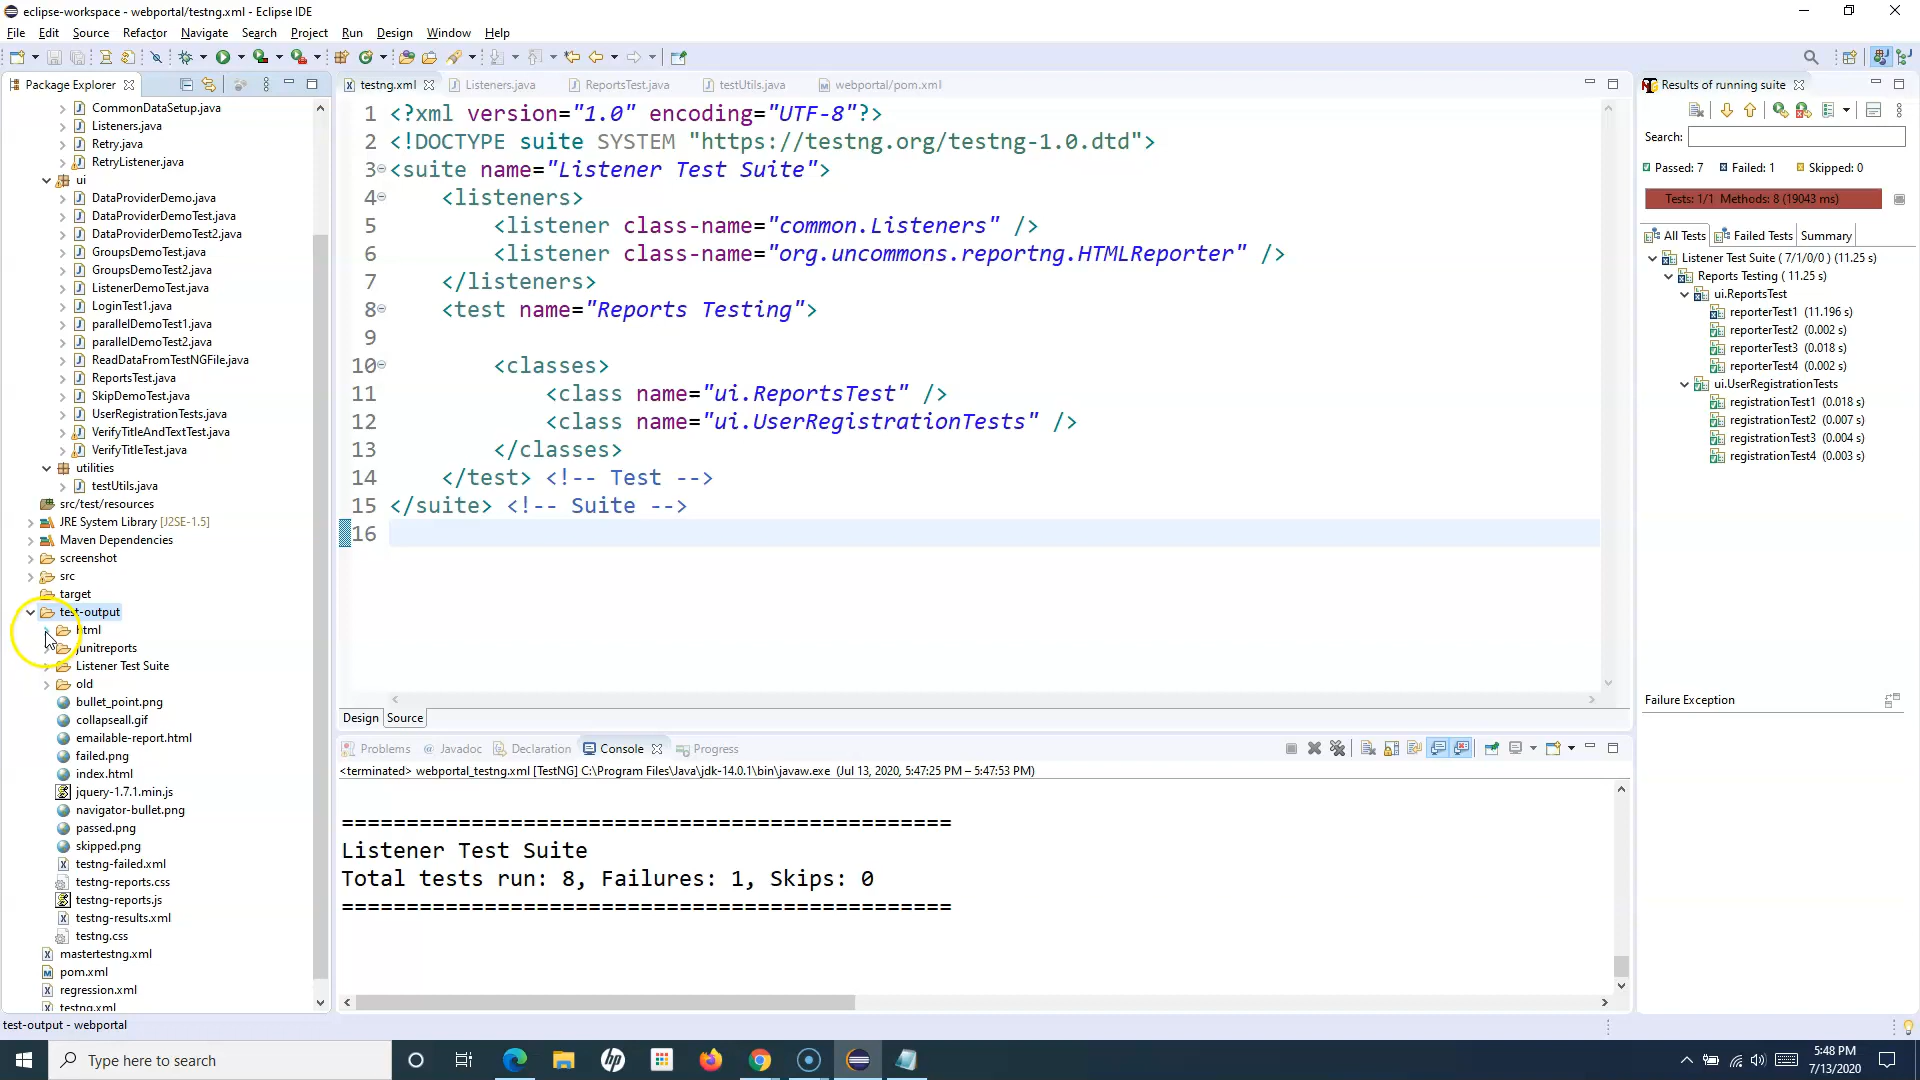 eclipse-workspace - webportal/testng.xml - Eclipse IDE
File Edit Source Refactor Navigate Search Project Run Design Window Help
Package Explorer
CommonDataSetup.java
Listeners.java
Retry.java
RetryListener.java
ui
DataProviderDemo.java
DataProviderDemoTest.java
DataProviderDemoTest2.java
GroupsDemoTest.java
GroupsDemoTest2.java
ListenerDemoTest.java
LoginTest1.java
parallelDemoTest1.java
parallelDemoTest2.java
ReadDataFromTestNGFile.java
ReportsTest.java
SkipDemoTest.java
UserRegistrationTests.java
VerifyTitleAndTextTest.java
VerifyTitleTest.java
utilities
testUtils.java
src/test/resources
JRE System Library [J2SE-1.5]
Maven Dependencies
screenshot
src
target
test-output
html
junitreports
Listener Test Suite
old
bullet_point.png
collapseall.gif
emailable-report.html
failed.png
index.html
jquery-1.7.1.min.js
navigator-bullet.png
passed.png
skipped.png
testng-failed.xml
testng-reports.css
testng-reports.js
testng-results.xml
testng.css
mastertestng.xml
pom.xml
regression.xml
testng.xml
test-output - webportal
testng.xml Listeners.java ReportsTest.java testUtils.java webportal/pom.xml
1 <?xml version="1.0" encoding="UTF-8"?>
2 <!DOCTYPE suite SYSTEM "https://testng.org/testng-1.0.dtd">
3 <suite name="Listener Test Suite">
4 <listeners>
5 <listener class-name="common.Listeners" />
6 <listener class-name="org.uncommons.reportng.HTMLReporter" />
7 </listeners>
8 <test name="Reports Testing">
9
10 <classes>
11 <class name="ui.ReportsTest" />
12 <class name="ui.UserRegistrationTests" />
13 </classes>
14 </test> <!-- Test -->
15 </suite> <!-- Suite -->
16
Design Source
Problems @ Javadoc Declaration Console Progress
<terminated> webportal_testng.xml [TestNG] C:\Program Files\Java\jdk-14.0.1\bin\javaw.exe (Jul 13, 2020, 5:47:25 PM – 5:47:53 PM)
===============================================
Listener Test Suite
Total tests run: 8, Failures: 1, Skips: 0
===============================================
Results of running suite
Search:
Passed: 7 Failed: 1 Skipped: 0
Tests: 1/1 Methods: 8 (19043 ms)
All Tests Failed Tests Summary
Listener Test Suite ( 7/1/0/0 ) (11.25 s)
Reports Testing ( 11.25 s)
ui.ReportsTest
reporterTest1 (11.196 s)
reporterTest2 (0.002 s)
reporterTest3 (0.018 s)
reporterTest4 (0.002 s)
ui.UserRegistrationTests
registrationTest1 (0.018 s)
registrationTest2 (0.007 s)
registrationTest3 (0.004 s)
registrationTest4 (0.003 s)
Failure Exception
Type here to search
hp
5:48 PM
7/13/2020